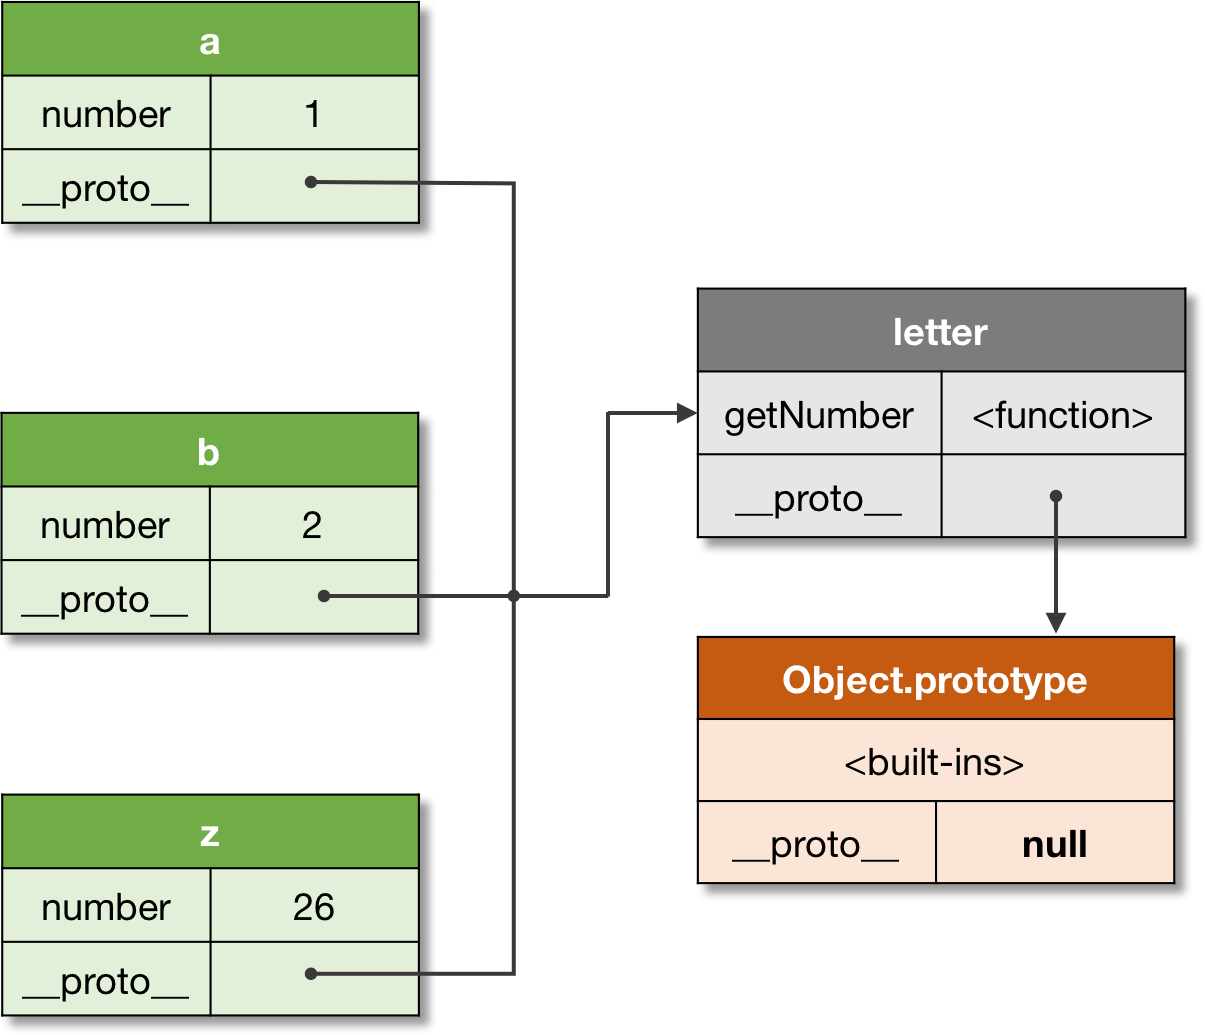 a
number 1
__proto__
b
number 2
__proto__
z
number 26
__proto__
letter
getNumber <function>
__proto__
Object.prototype
<built-ins>
__proto__ null